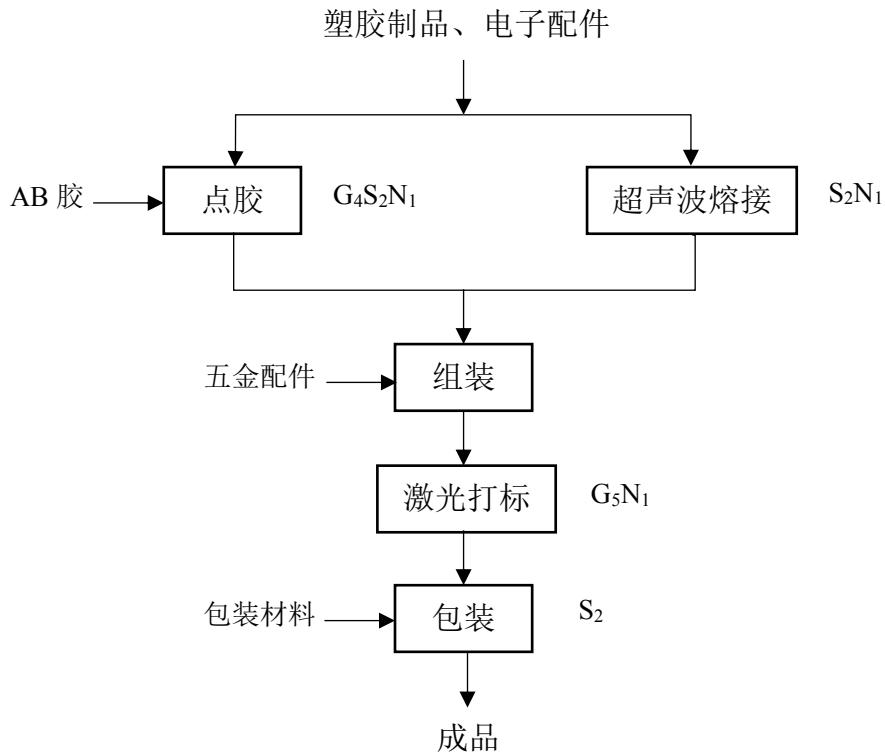 塑胶制品、电子配件
AB 胶
点胶
G₄S₂N₁
超声波熔接
S₂N₁
五金配件
组装
激光打标
G₅N₁
包装材料
包装
S₂
成品